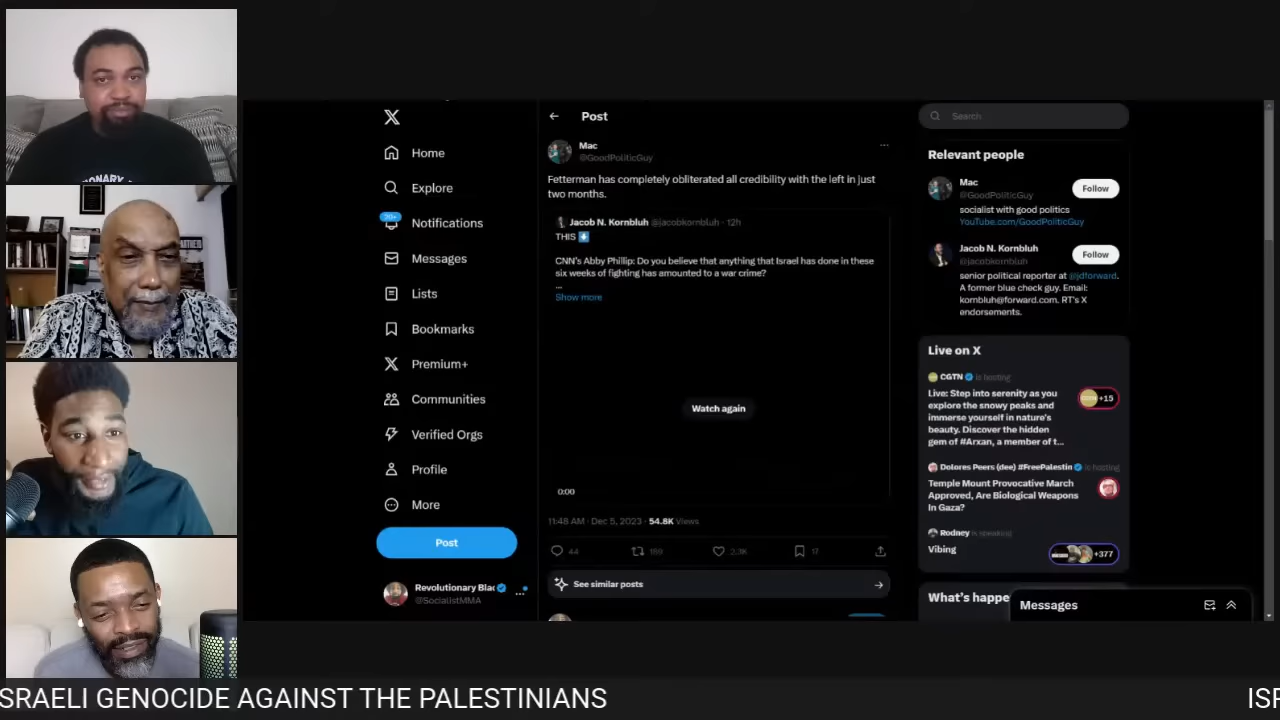 ONARY
Home
Explore
20+
Notifications
Messages
Lists
Bookmarks
Premium+
Communities
Verified Orgs
Profile
More
Post
Revolutionary Blac
@SocialistMMA
Post
Mac
@GoodPoliticGuy
Fetterman has completely obliterated all credibility with the left in just
two months.
Jacob N. Kornbluh @jacobkornbluh · 12h
THIS ⬇️
CNN's Abby Phillip: Do you believe that anything that Israel has done in these
six weeks of fighting has amounted to a war crime?
...
Show more
Watch again
0:00
11:48 AM · Dec 5, 2023 · 54.8K Views
44
169
2.3K
17
See similar posts
Search
Relevant people
Mac
@GoodPoliticGuy
Follow
socialist with good politics
YouTube.com/GoodPoliticGuy
Jacob N. Kornbluh
@jacobkornbluh
Follow
senior political reporter at @jdforward.
A former blue check guy. Email:
kornbluh@forward.com. RT's X
endorsements.
Live on X
CGTN is hosting
Live: Step into serenity as you
explore the snowy peaks and
immerse yourself in nature's
beauty. Discover the hidden
gem of #Arxan, a member of t...
+15
Dolores Peers (dee) #FreePalestin is hosting
Temple Mount Provocative March
Approved, Are Biological Weapons
In Gaza?
Rodney is speaking
Vibing
+377
What's happe
Messages
SRAELI GENOCIDE AGAINST THE PALESTINIANS
ISR